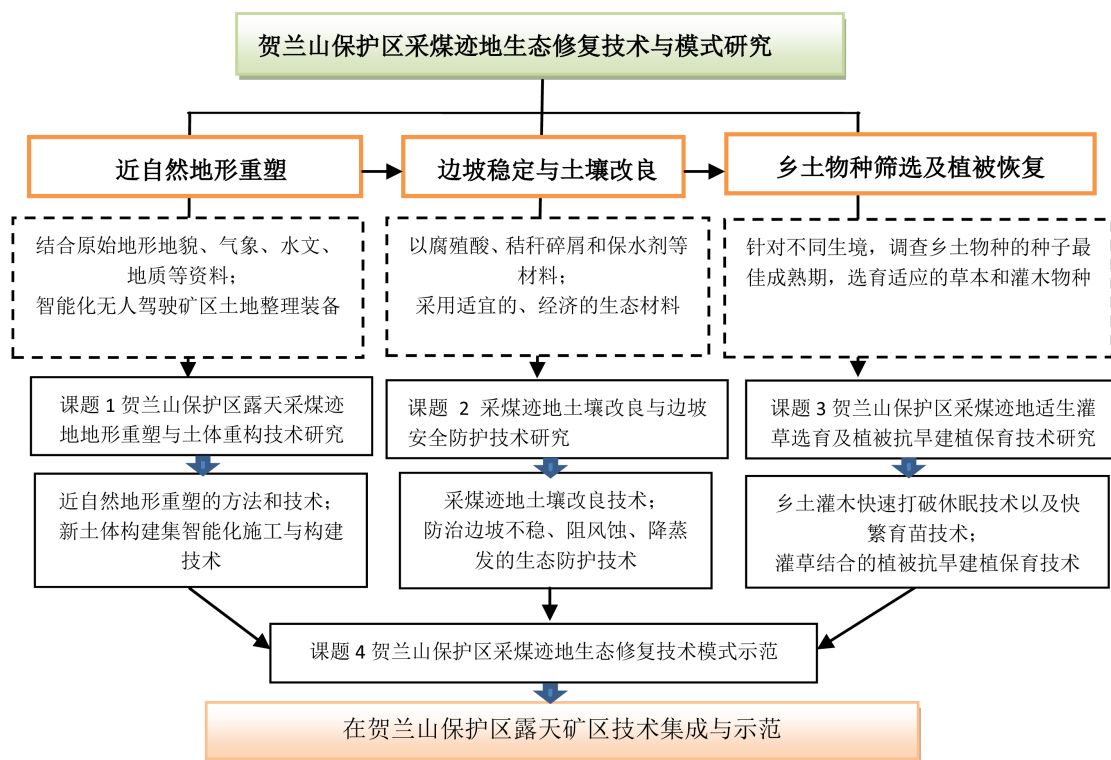 贺兰山保护区采煤迹地生态修复技术与模式研究
近自然地形重塑
边坡稳定与土壤改良
乡土物种筛选及植被恢复
结合原始地形地貌、气象、水文、
地质等资料；
智能化无人驾驶矿区土地整理装备
以腐殖酸、秸秆碎屑和保水剂等
材料；
采用适宜的、经济的生态材料
针对不同生境，调查乡土物种的种子最
佳成熟期，选育适应的草本和灌木物种
课题 1 贺兰山保护区露天采煤迹
地地形重塑与土体重构技术研究
课题 2 采煤迹地土壤改良与边坡
安全防护技术研究
课题 3 贺兰山保护区采煤迹地适生灌
草选育及植被抗旱建植保育技术研究
近自然地形重塑的方法和技术；
新土体构建集智能化施工与构建
技术
采煤迹地土壤改良技术；
防治边坡不稳、阻风蚀、降蒸
发的生态防护技术
乡土灌木快速打破休眠技术以及快
繁育苗技术；
灌草结合的植被抗旱建植保育技术
课题 4 贺兰山保护区采煤迹地生态修复技术模式示范
在贺兰山保护区露天矿区技术集成与示范